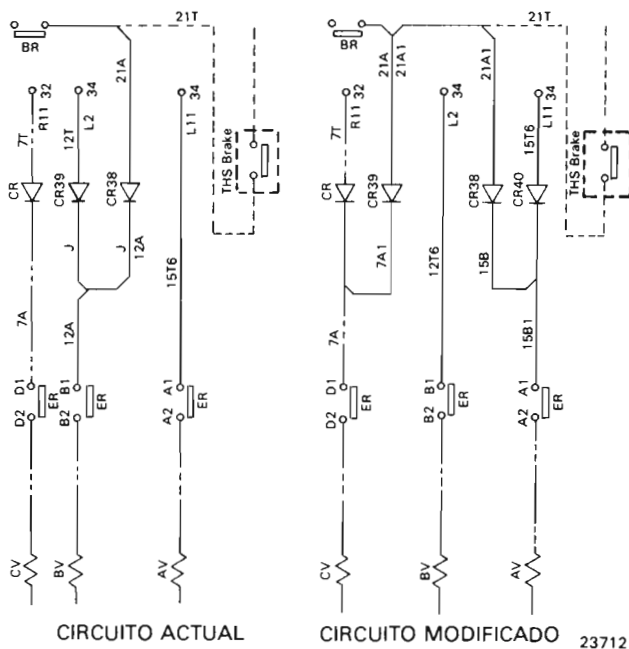 21T
BR
21A
32
R11
7T
34
L2
12T
34
L11
THS Brake
CR
CR39
CR38
J
J
12A
15T6
7A
12A
D1
D2
ER
B1
B2
ER
A1
A2
ER
CV
BV
AV
CIRCUITO ACTUAL
21T
BR
21A
21A1
21A1
32
R11
7T
34
L2
34
L11
15T6
THS Brake
CR
CR39
CR38
CR40
7A1
12T6
15B
7A
15B1
D1
D2
ER
B1
B2
ER
A1
A2
ER
CV
BV
AV
CIRCUITO MODIFICADO
23712